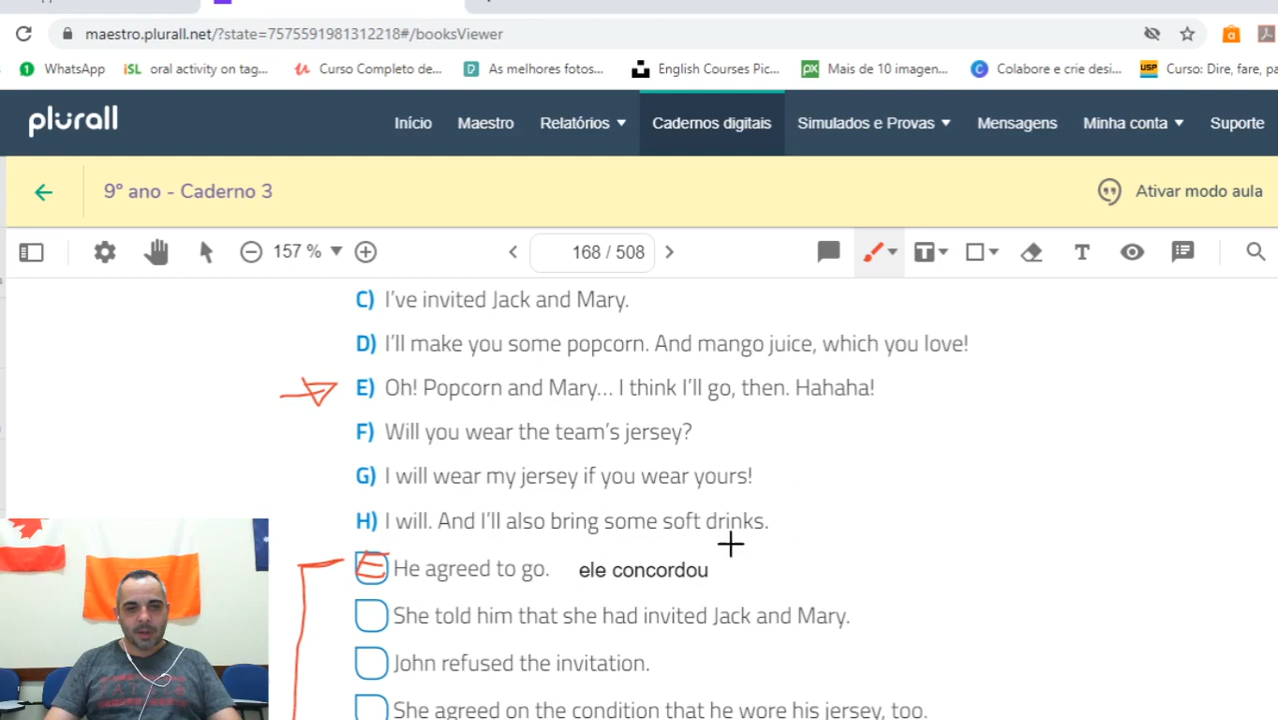 maestro.plurall.net/?state=7575591981312218#/booksViewer
WhatsApp iSL oral activity on tag... Curso Completo de... As melhores fotos... English Courses Pic... px Mais de 10 imagen... Colabore e crie desi... USP Curso: Dire, fare, pa
plurall Início Maestro Relatórios Cadernos digitais Simulados e Provas Mensagens Minha conta Suporte
9º ano - Caderno 3 Ativar modo aula
157 % 168 / 508 T T
C) I've invited Jack and Mary.
D) I'll make you some popcorn. And mango juice, which you love!
E) Oh! Popcorn and Mary... I think I'll go, then. Hahaha!
F) Will you wear the team's jersey?
G) I will wear my jersey if you wear yours!
H) I will. And I'll also bring some soft drinks.
E He agreed to go. ele concordou
She told him that she had invited Jack and Mary.
John refused the invitation.
She agreed on the condition that he wore his jersey, too.